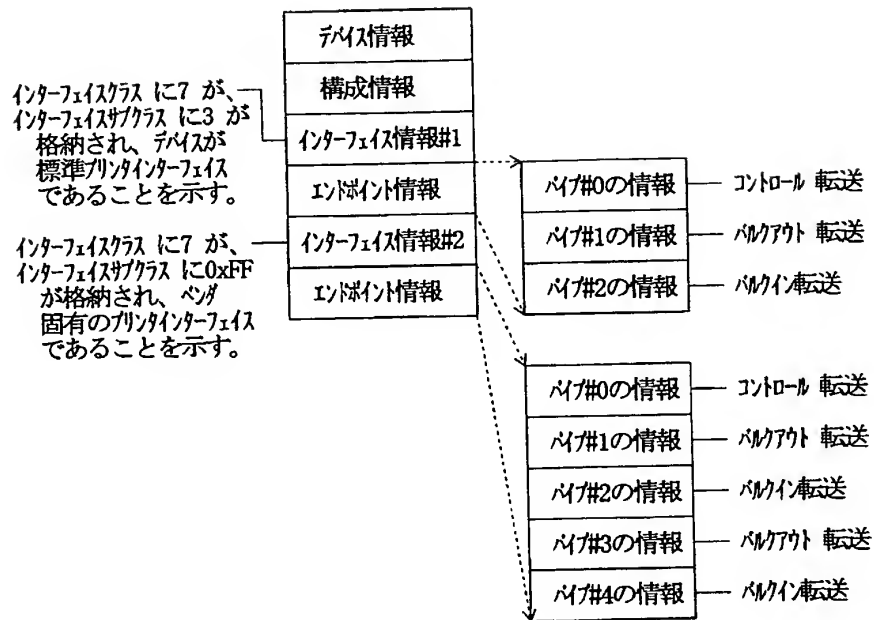 デバイス情報
構成情報
インターフェイス情報#1
エンドポイント情報
インターフェイス情報#2
エンドポイント情報
インターフェイスクラス に7 が、
インターフェイスサブクラス に3 が
格納され、デバイスが
標準プリンタインターフェイス
であることを示す。
インターフェイスクラス に7 が、
インターフェイスサブクラス に0xFF
が格納され、ベンダ
固有のプリンタインターフェイス
であることを示す。
パイプ#0の情報 コントロール 転送
パイプ#1の情報 バルクアウト 転送
パイプ#2の情報 バルクイン転送
パイプ#0の情報 コントロール 転送
パイプ#1の情報 バルクアウト 転送
パイプ#2の情報 バルクイン転送
パイプ#3の情報 バルクアウト 転送
パイプ#4の情報 バルクイン転送